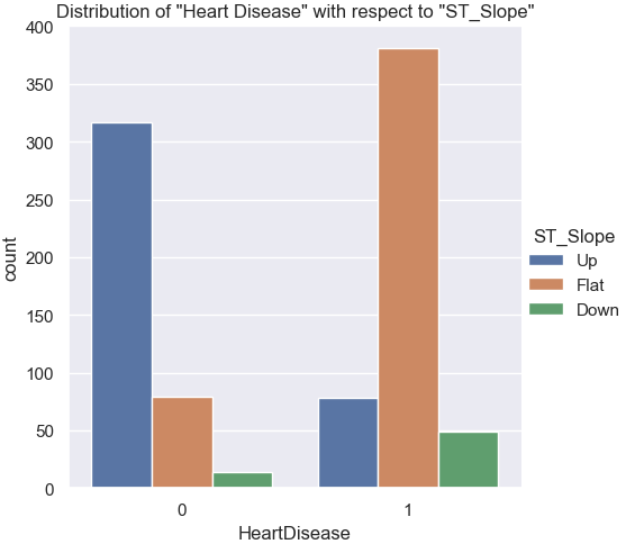 Distribution of "Heart Disease" with respect to "ST_Slope"
400
350
300
250
200
150
100
50
0
count
0 1
HeartDisease
ST_Slope
Up
Flat
Down